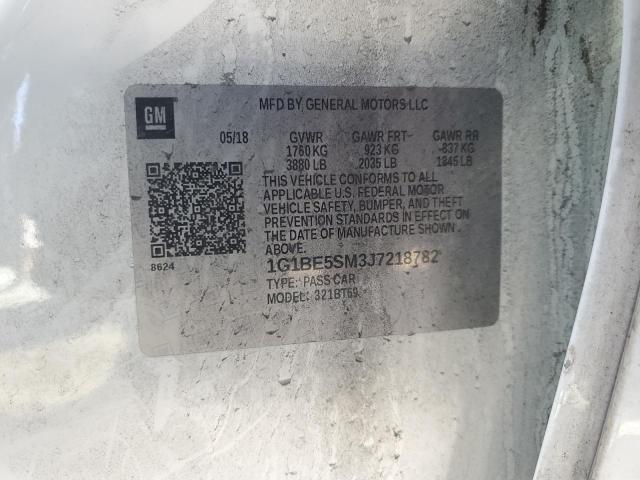 GM
MFD BY GENERAL MOTORS LLC
05/18 GVWR GAWR FRT GAWR RR
1760 KG 923 KG 837 KG
3880 LB 2035 LB 1845 LB
THIS VEHICLE CONFORMS TO ALL
APPLICABLE U.S. FEDERAL MOTOR
VEHICLE SAFETY, BUMPER, AND THEFT
PREVENTION STANDARDS IN EFFECT ON
THE DATE OF MANUFACTURE SHOWN
ABOVE.
8624
1G1BE5SM3J7218782
TYPE: PASS CAR
MODEL: 321BT69